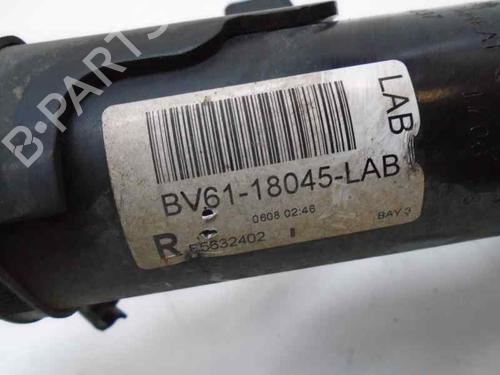 B-PARTS
LAB
BV61-18045-LAB
0608 02:46
R E5632402 I BAY 3